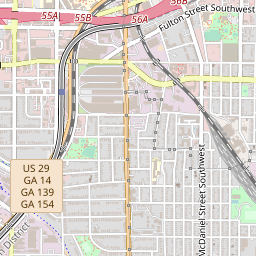 55A
55B
56A
56B
Fulton Street Southwest
US 29
GA 14
GA 139
GA 154
McDaniel Street Southwest
District